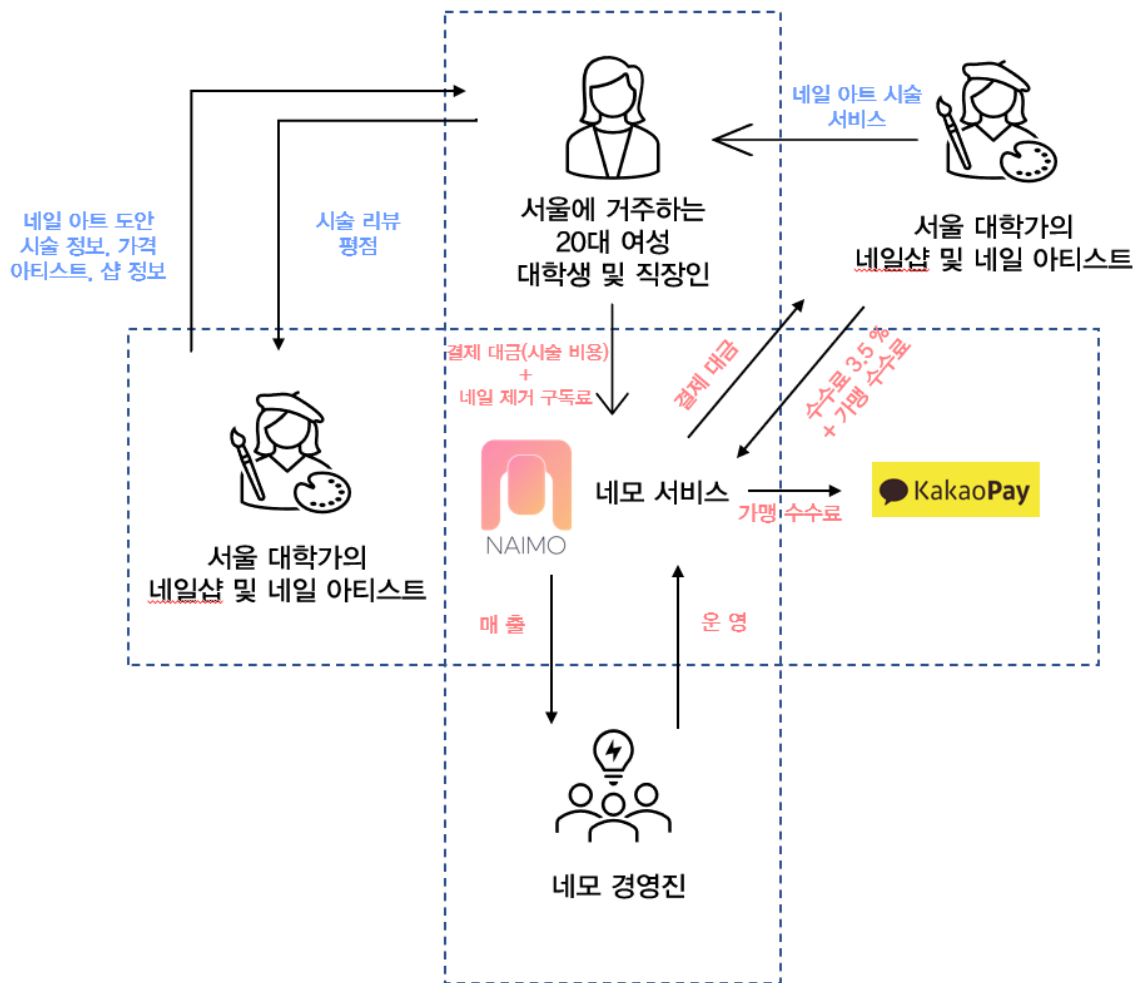 네일 아트 시술
서비스
서울에 거주하는
20대 여성
대학생 및 직장인
서울 대학가의
네일샵 및 네일 아티스트
네일 아트 도안
시술 정보, 가격
아티스트, 샵 정보
시술 리뷰
평점
결제 대금(시술 비용)
+
네일 제거 구독료
결제 대금
수수료 3.5 %
+ 가맹 수수료
서울 대학가의
네일샵 및 네일 아티스트
NAIMO
네모 서비스
가맹 수수료
KakaoPay
매 출
운 영
네모 경영진